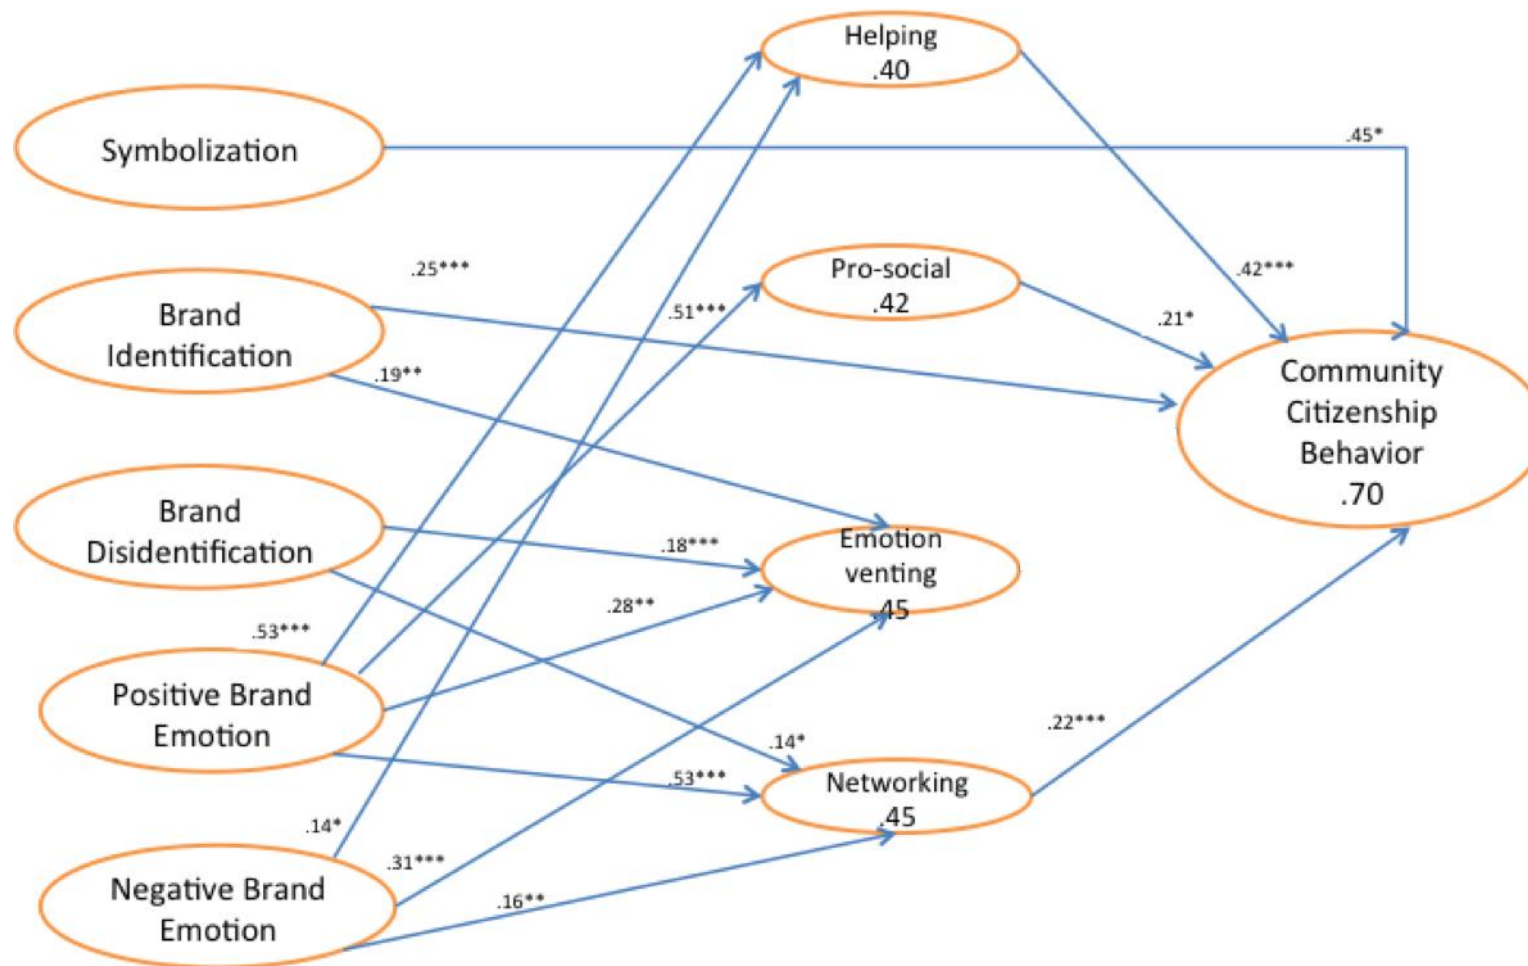 Helping
.40
Symbolization
.45*
.25***
Pro-social
.42
.42***
.51***
.21*
Brand
Identification
.19**
Community
Citizenship
Behavior
.70
Brand
Disidentification
.18***
Emotion
venting
.45
.28**
.53***
Positive Brand
Emotion
.14*
.22***
.53***
Networking
.45
.14*
.31***
Negative Brand
Emotion
.16**